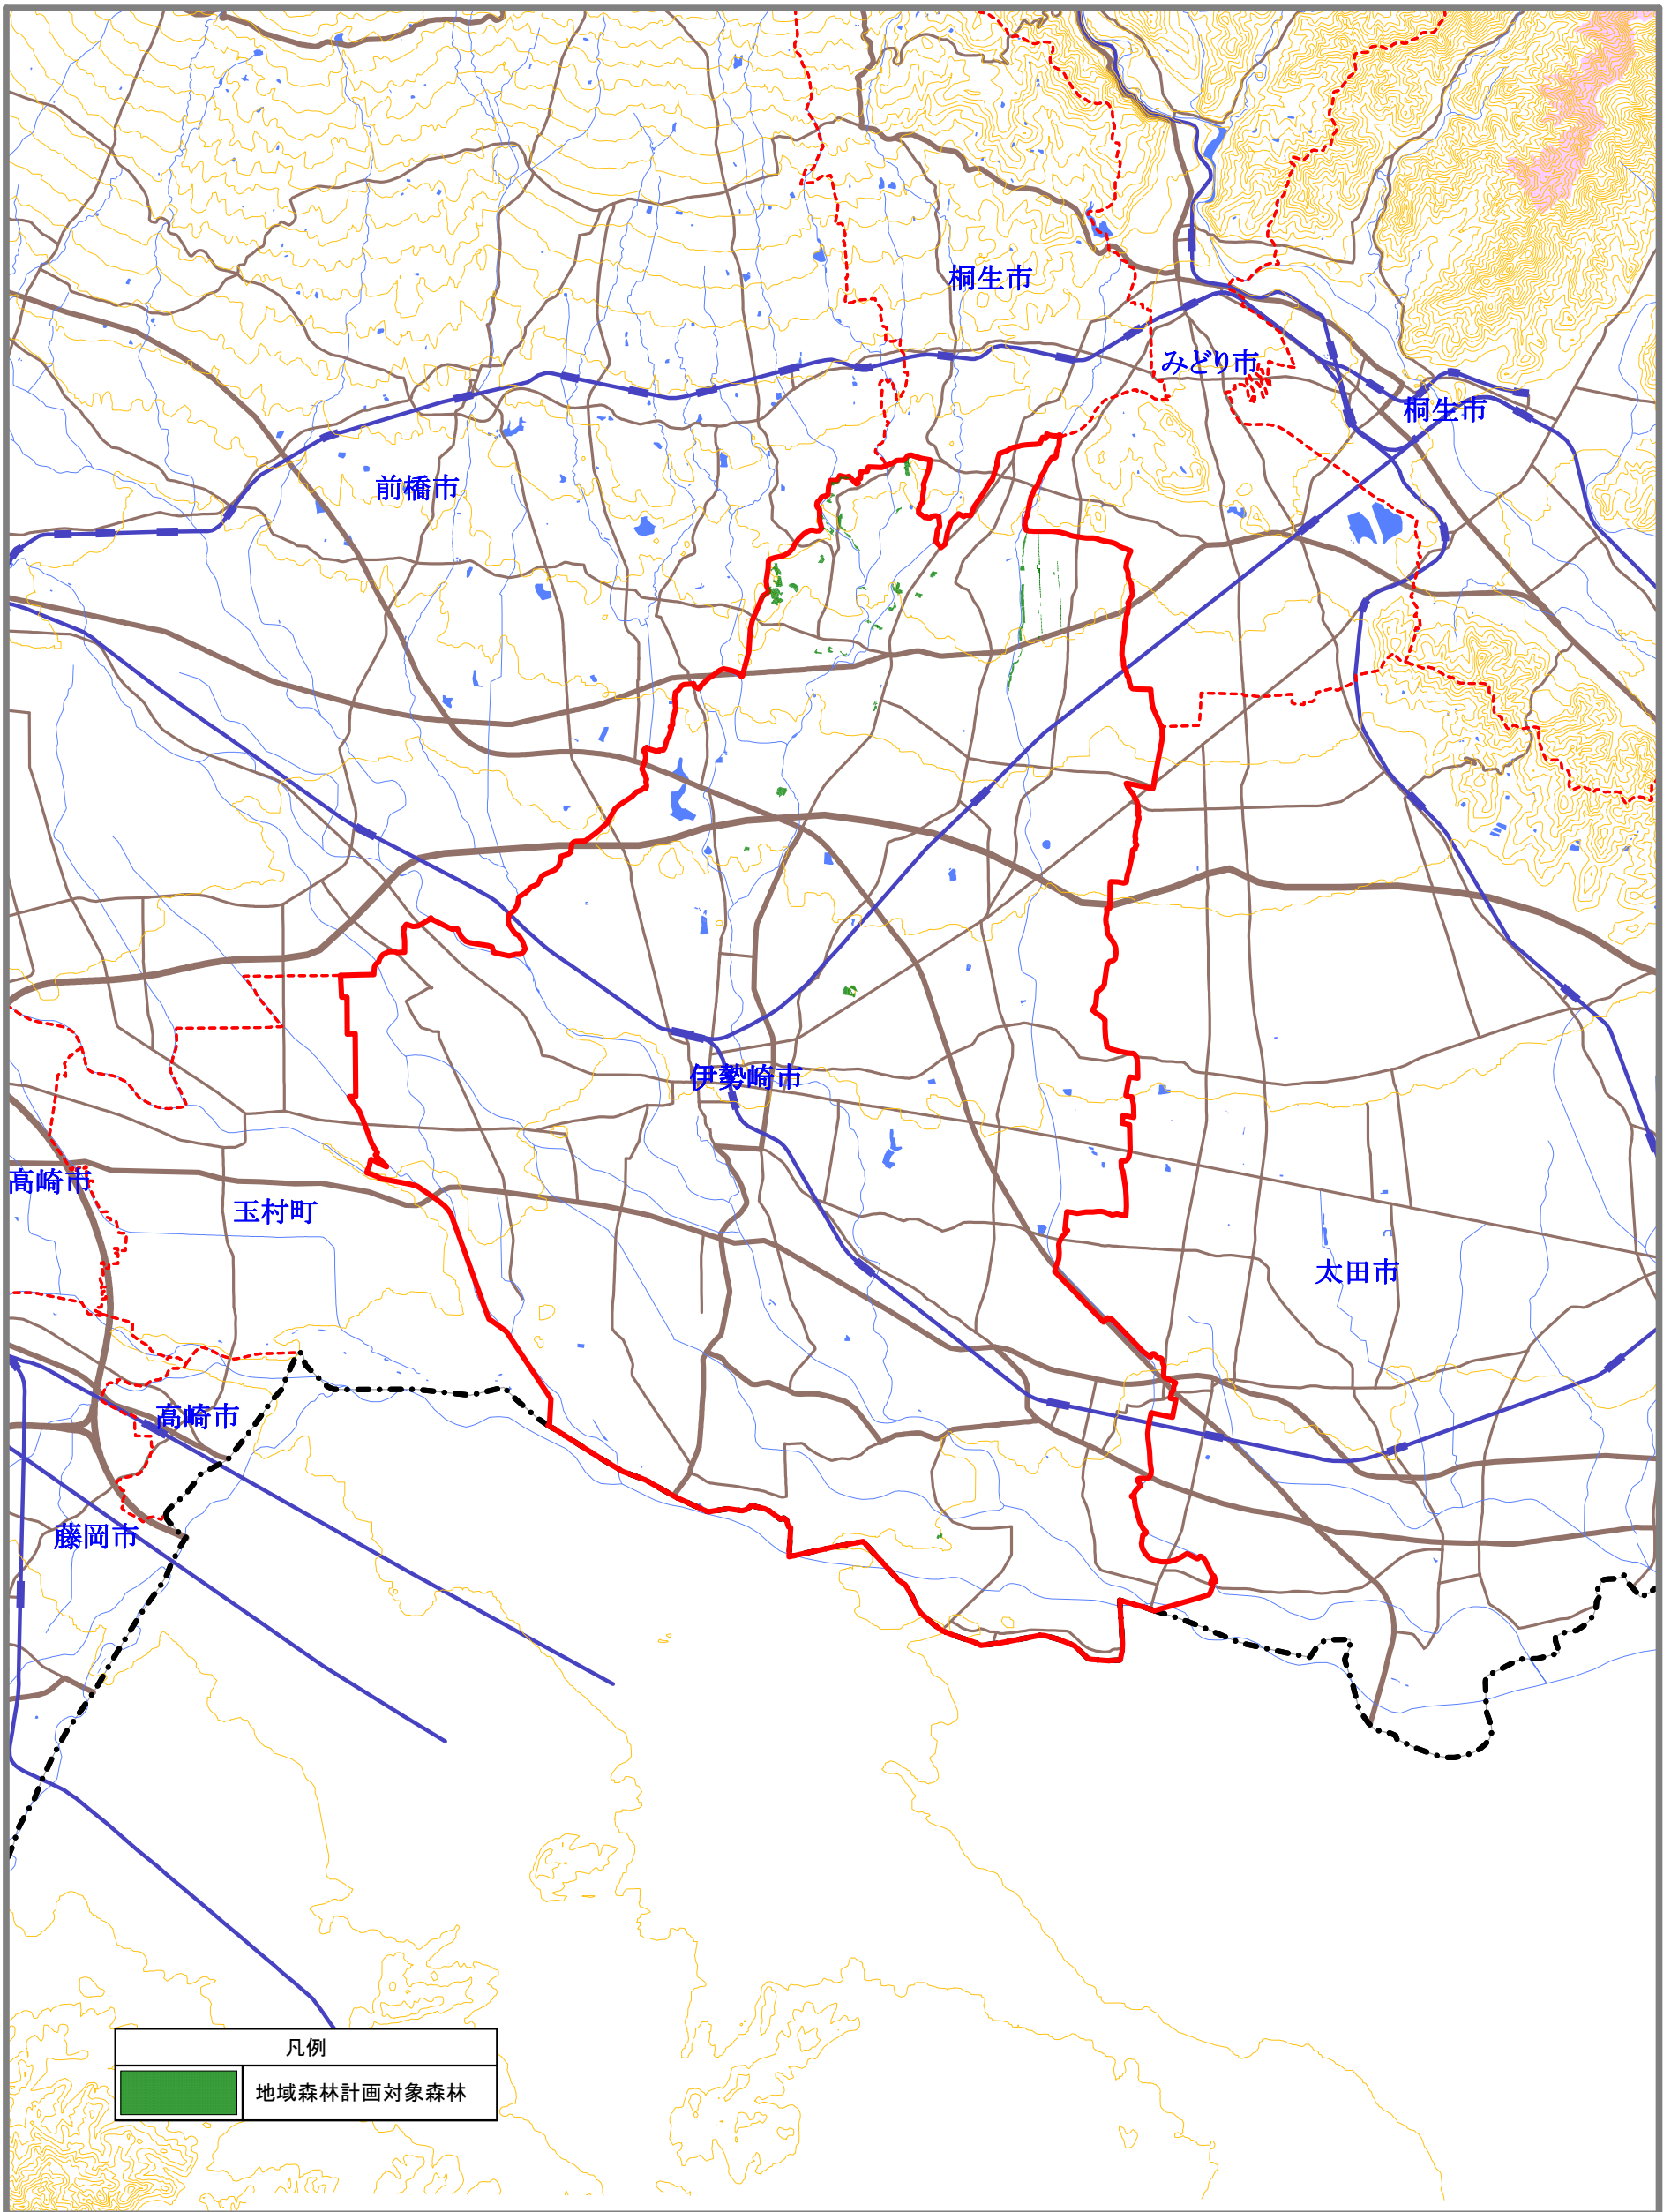 桐生市
みどり市
桐生市
前橋市
伊勢崎市
高崎市
玉村町
太田市
高崎市
藤岡市
凡例
地域森林計画対象森林